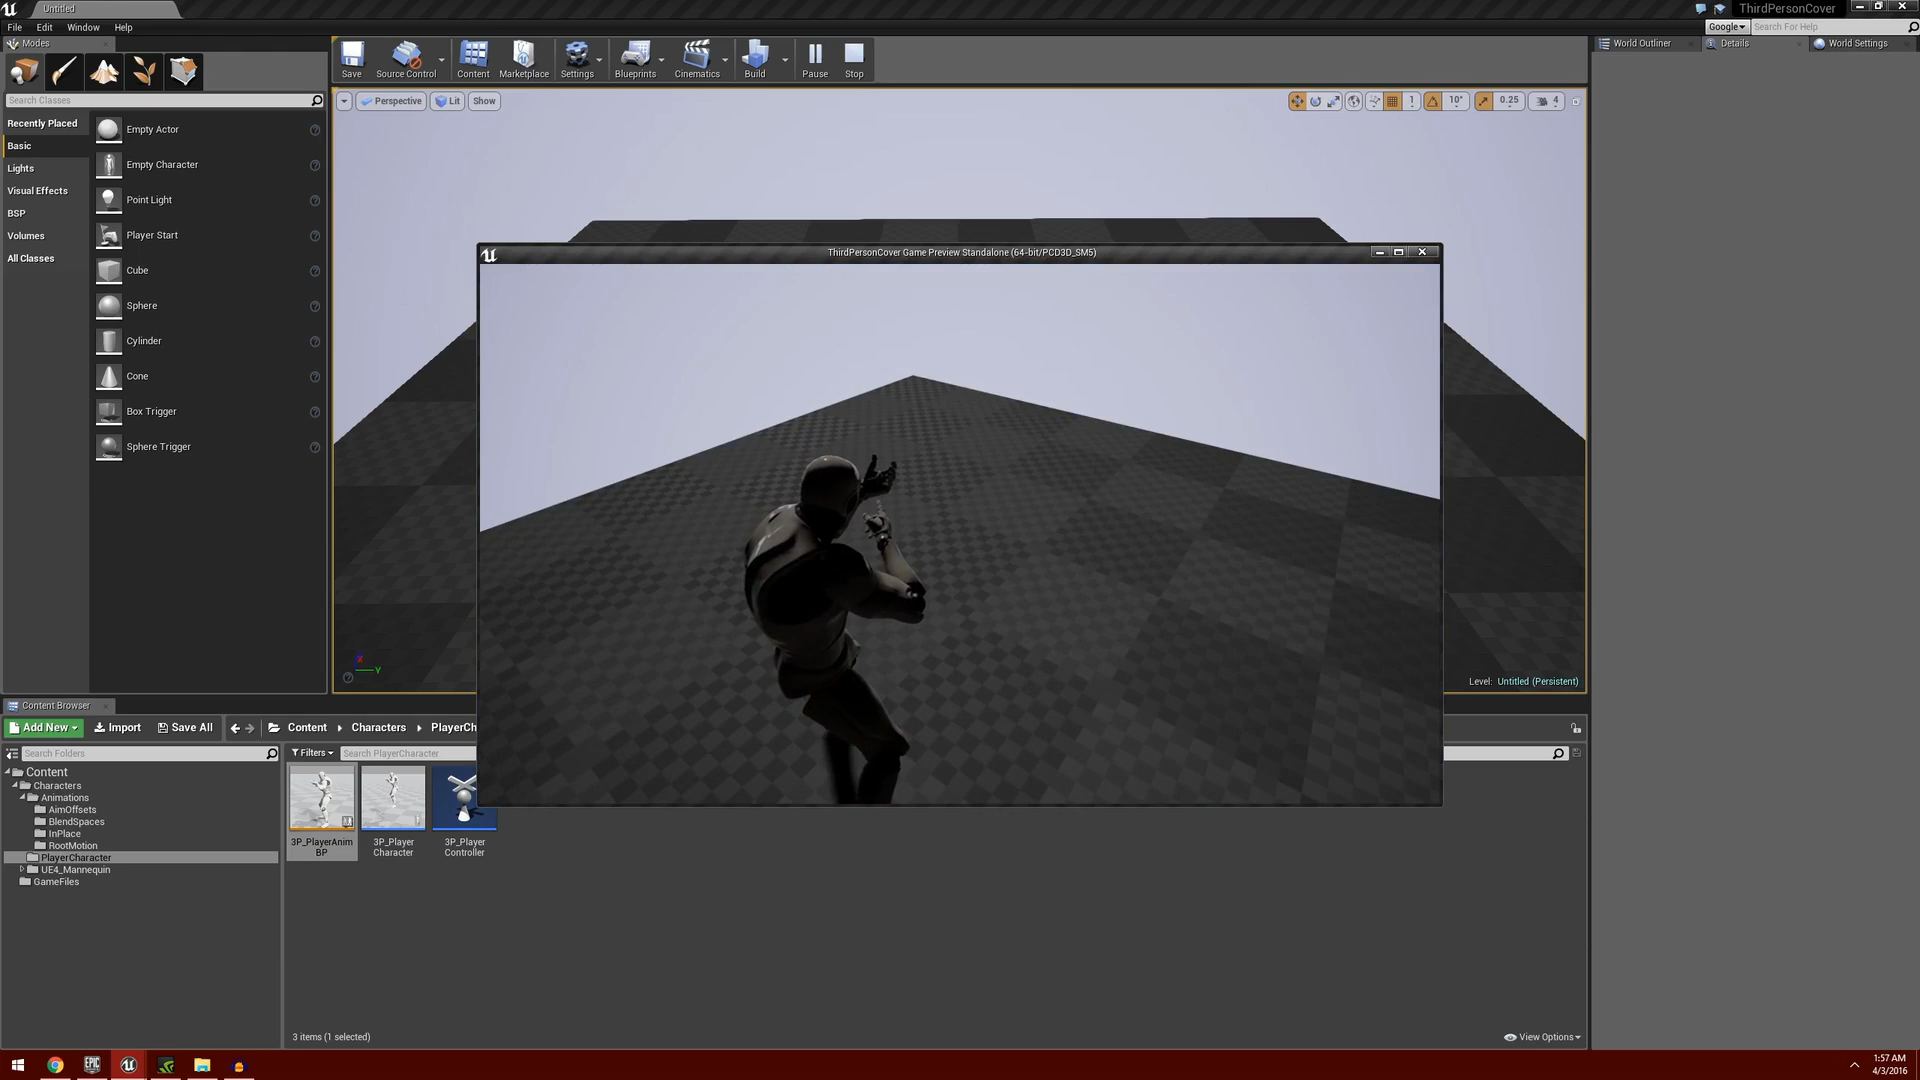 Untitled
ThirdPersonCover
File Edit Window Help
Google Search For Help
Modes
World Outliner Details World Settings
Save Source Control Content Marketplace Settings Blueprints Cinematics Build Pause Stop
Search Classes
Perspective Lit Show
1 10° 0.25 4
Recently Placed
Basic
Lights
Visual Effects
BSP
Volumes
All Classes
Empty Actor
Empty Character
Point Light
Player Start
Cube
Sphere
Cylinder
Cone
Box Trigger
Sphere Trigger
ThirdPersonCover Game Preview Standalone (64-bit/PCD3D_SM5)
X
Y
Level: Untitled (Persistent)
Content Browser
Add New Import Save All Content Characters PlayerCh
Search Folders
Filters Search PlayerCharacter
Content
Characters
Animations
AimOffsets
BlendSpaces
InPlace
RootMotion
PlayerCharacter
UE4_Mannequin
GameFiles
3P_PlayerAnim
BP
3P_Player
Character
3P_Player
Controller
3 items (1 selected)
View Options
EPIC
1:57 AM
4/3/2016